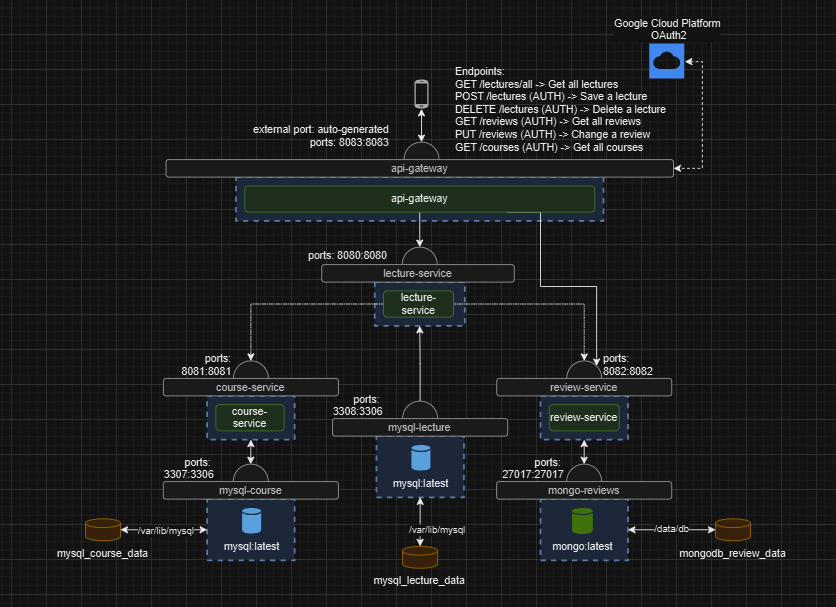 Google Cloud Platform
OAuth2
Endpoints:
GET /lectures/all -> Get all lectures
POST /lectures (AUTH) -> Save a lecture
DELETE /lectures (AUTH) -> Delete a lecture
GET /reviews (AUTH) -> Get all reviews
PUT /reviews (AUTH) -> Change a review
GET /courses (AUTH) -> Get all courses
external port: auto-generated
ports: 8083:8083
api-gateway
api-gateway
ports: 8080:8080
lecture-service
lecture-
service
ports:
8081:8081
course-service
course-
service
ports:
8082:8082
review-service
review-service
ports:
3308:3306
mysql-lecture
mysql:latest
ports:
3307:3306
mysql-course
mysql:latest
ports:
27017:27017
mongo-reviews
mongo:latest
/var/lib/mysql
mysql_course_data
/var/lib/mysql
mysql_lecture_data
/data/db
mongodb_review_data